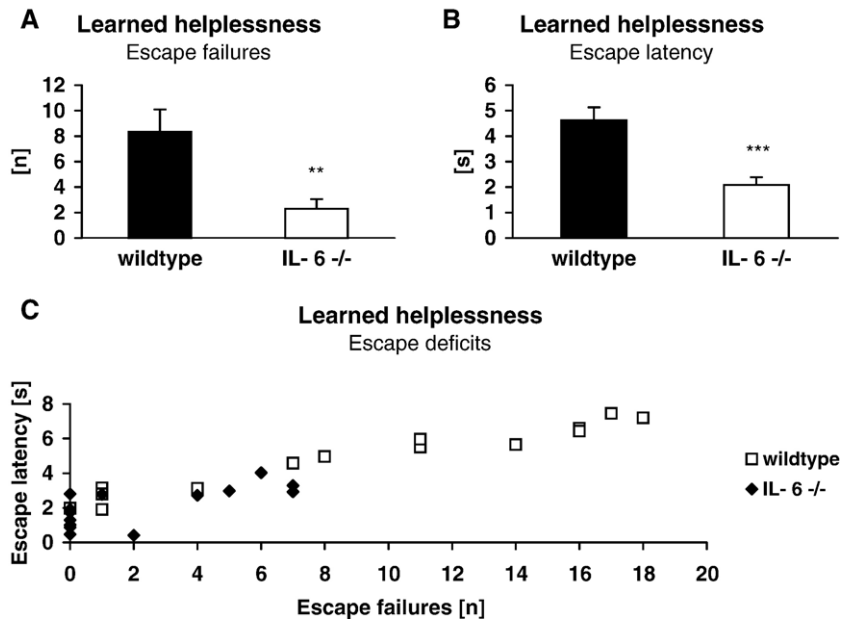 A
Learned helplessness
Escape failures
12
10
8
6
4
2
0
[n]
**
wildtype
IL- 6 -/-
B
Learned helplessness
Escape latency
6
5
4
3
2
1
0
[s]
***
wildtype
IL- 6 -/-
C
Learned helplessness
Escape deficits
Escape latency [s]
8
6
4
2
0
0 2 4 6 8 10 12 14 16 18 20
Escape failures [n]
wildtype
IL- 6 -/-